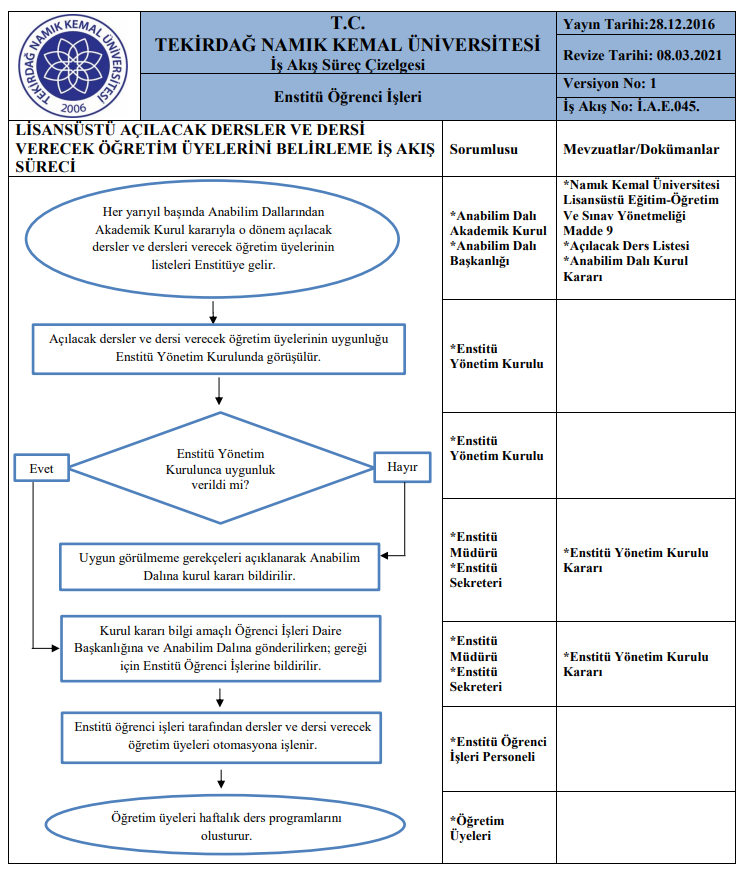 TEKİRDAĞ NAMIK KEMAL ÜNİVERSİTESİ
2006
T.C.
TEKİRDAĞ NAMIK KEMAL ÜNİVERSİTESİ
İş Akış Süreç Çizelgesi
Enstitü Öğrenci İşleri
Yayın Tarihi:28.12.2016
Revize Tarihi: 08.03.2021
Versiyon No: 1
İş Akış No: İ.A.E.045.
LİSANSÜSTÜ AÇILACAK DERSLER VE DERSİ
VERECEK ÖĞRETİM ÜYELERİNİ BELİRLEME İŞ AKIŞ
SÜRECİ
Sorumlusu
Mevzuatlar/Dokümanlar
Her yarıyıl başında Anabilim Dallarından
Akademik Kurul kararıyla o dönem açılacak
dersler ve dersleri verecek öğretim üyelerinin
listeleri Enstitüye gelir.
*Anabilim Dalı
Akademik Kurul
*Anabilim Dalı
Başkanlığı
*Namık Kemal Üniversitesi
Lisansüstü Eğitim-Öğretim
Ve Sınav Yönetmeliği
Madde 9
*Açılacak Ders Listesi
*Anabilim Dalı Kurul
Kararı
Açılacak dersler ve dersi verecek öğretim üyelerinin uygunluğu
Enstitü Yönetim Kurulunda görüşülür.
*Enstitü
Yönetim Kurulu
Enstitü Yönetim
Kurulunca uygunluk
verildi mi?
Evet
Hayır
*Enstitü
Yönetim Kurulu
Uygun görülmeme gerekçeleri açıklanarak Anabilim
Dalına kurul kararı bildirilir.
*Enstitü
Müdürü
*Enstitü
Sekreteri
*Enstitü Yönetim Kurulu
Kararı
Kurul kararı bilgi amaçlı Öğrenci İşleri Daire
Başkanlığına ve Anabilim Dalına gönderilirken; gereği
için Enstitü Öğrenci İşlerine bildirilir.
*Enstitü
Müdürü
*Enstitü
Sekreteri
*Enstitü Yönetim Kurulu
Kararı
Enstitü öğrenci işleri tarafından dersler ve dersi verecek
öğretim üyeleri otomasyona işlenir.
*Enstitü Öğrenci
İşleri Personeli
Öğretim üyeleri haftalık ders programlarını
olusturur.
*Öğretim
Üyeleri